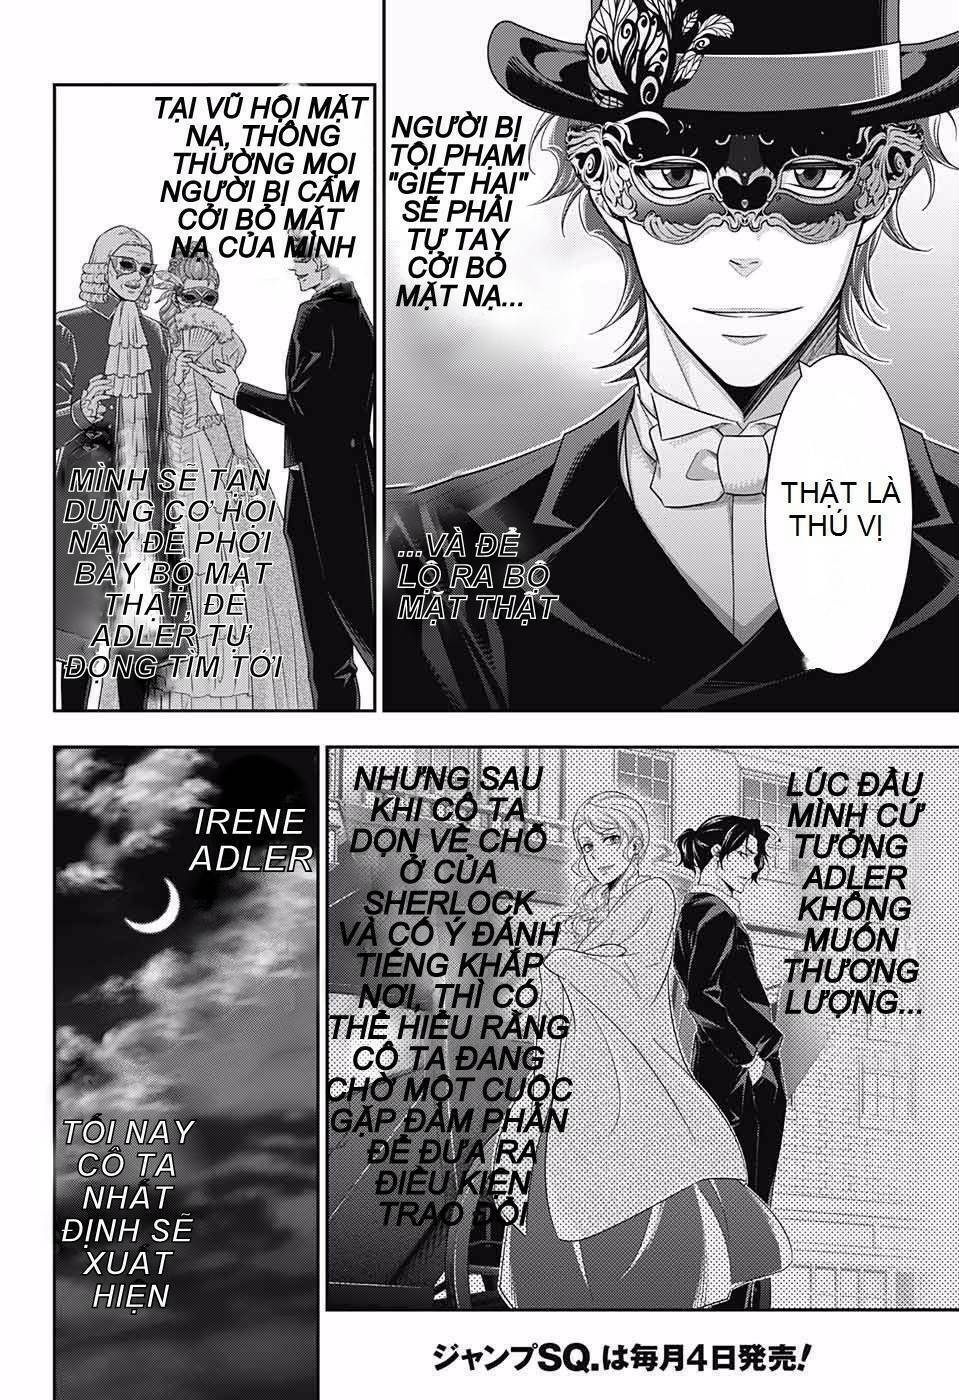 NGƯỜI BỊ
TỘI PHẠM
"GIẾT HẠI"
SẼ PHẢI
TỰ TAY
CỞI BỎ
MẶT NẠ...
THẬT LÀ
THÚ VỊ
...VÀ ĐỂ
LỘ RA BỘ
MẶT THẬT
TẠI VŨ HỘI MẶT
NẠ, THÔNG
THƯỜNG MỌI
NGƯỜI BỊ CẤM
CỞI BỎ MẶT
NẠ CỦA MÌNH
MÌNH SẼ TẬN
DỤNG CƠ HỘI
NÀY ĐỂ PHƠI
BÀY BỘ MẶT
THẬT, ĐỂ
ADLER TỰ
ĐỘNG TÌM TỚI
LÚC ĐẦU
MÌNH CỨ
TƯỞNG
ADLER
KHÔNG
MUỐN
THƯƠNG
LƯỢNG...
NHƯNG SAU
KHI CÔ TA
DỌN VỀ CHỖ
Ở CỦA
SHERLOCK
VÀ CỐ Ý ĐÁNH
TIẾNG KHẮP
NƠI, THÌ CÓ
THỂ HIỂU RẰNG
CÔ TA ĐANG
CHỜ MỘT CUỘC
GẶP ĐÀM PHÁN
ĐỂ ĐƯA RA
ĐIỀU KIỆN
TRAO ĐỔI
IRENE
ADLER
TỐI NAY
CÔ TA
NHẤT
ĐỊNH SẼ
XUẤT
HIỆN
ジャンプSQ.は毎月4日発売!